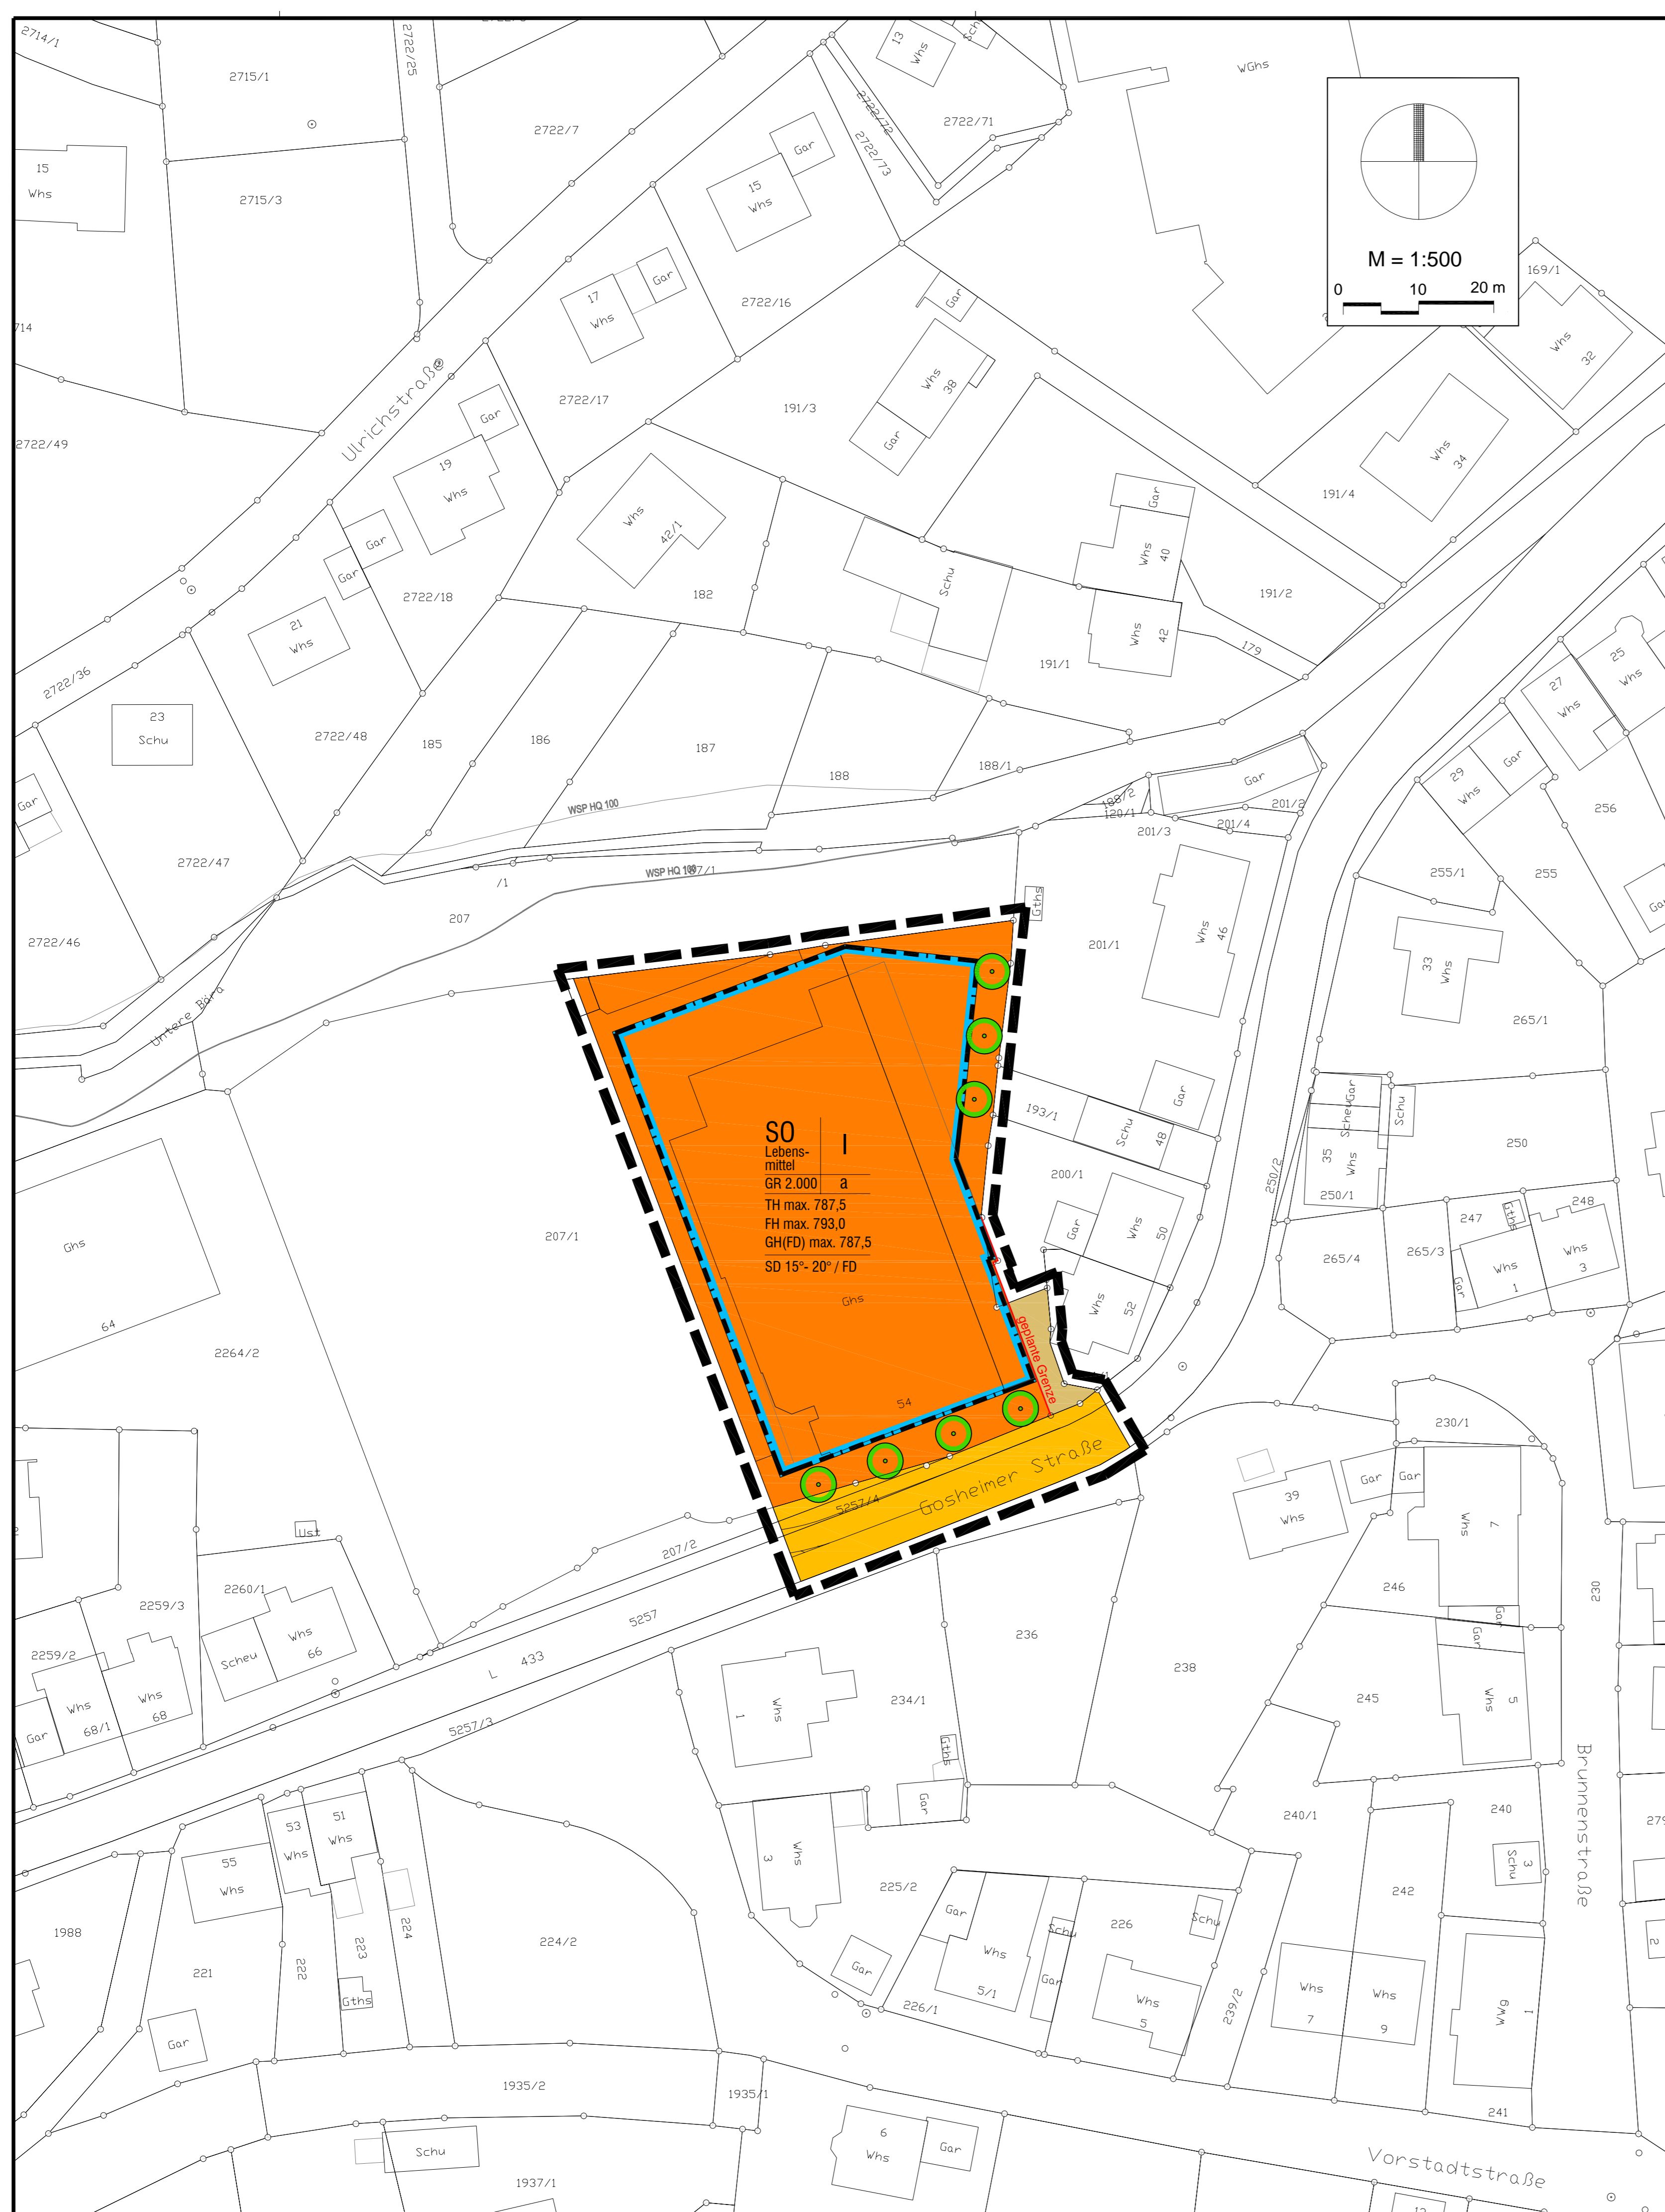 2714/1
2715/1
2722/25
2722/7
13
Whs
2722/72
2722/71
2722/73
WGhs
M = 1:500
0 10 20 m
169/1
Whs
32
15
Whs
2715/3
15
Whs
Gar
17
Whs
Gar
2722/16
Gar
Whs
38
Gar
191/3
Whs
34
191/4
2722/49
Ulrichstraße
2722/17
19
Whs
Gar
Gar
Gar
2722/18
Whs
42/1
182
Schu
Gar
Whs
40
Whs
42
191/2
179
191/1
21
Whs
2722/36
23
Schu
2722/48
185
186
187
188
188/1
WSP HQ 100
188/2
120/1
201/3
201/4
201/2
Gar
27
Whs
25
Whs
29
Whs
Gar
256
255/1
255
Gar
2722/47
2722/46
/1
207
WSP HQ 100
Untere Bära
Gths
201/1
Whs
46
33
Whs
265/1
193/1
Schu
48
Gar
200/1
Gar
Whs
50
Whs
52
Gar
Scheu
Schu
35
Whs
250/1
250/2
250
247
Gths
248
265/4
265/3
Gar
Whs
1
Whs
3
SO
Lebens-
mittel
I
GR 2.000
a
TH max. 787,5
FH max. 793,0
GH(FD) max. 787,5
SD 15°- 20° / FD
Ghs
54
geplante Grenze
Gosheimer Straße
5257/4
207/1
Ghs
64
2264/2
207/2
5257
L 433
5257/3
Ust
2260/1
2259/3
2259/2
Scheu
Whs
66
Whs
68
Whs
68/1
Gar
230/1
Gar
Gar
39
Whs
Whs
7
246
Gar
Gar
230
236
238
245
Whs
5
234/1
Whs
1
Gths
Gar
Whs
3
240/1
240
Brunnenstraße
3
Schu
242
225/2
Gar
Whs
5/1
Schu
Gar
226
Schu
Whs
5
226/1
Gar
239/2
Whs
7
Whs
9
1
241
53
Whs
51
Whs
55
Whs
1988
221
222
223
224
224/2
Gths
Gar
1935/2
1935/1
Schu
1937/1
6
Whs
Gar
Vorstadtstraße